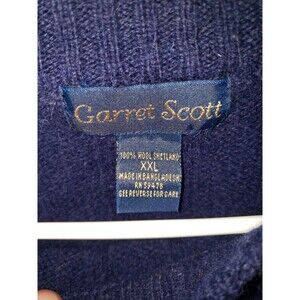 Garret Scott
100% WOOL SHETLAND
XXL
MADE IN BANGLADESH
RN 59478
SEE REVERSE FOR CARE